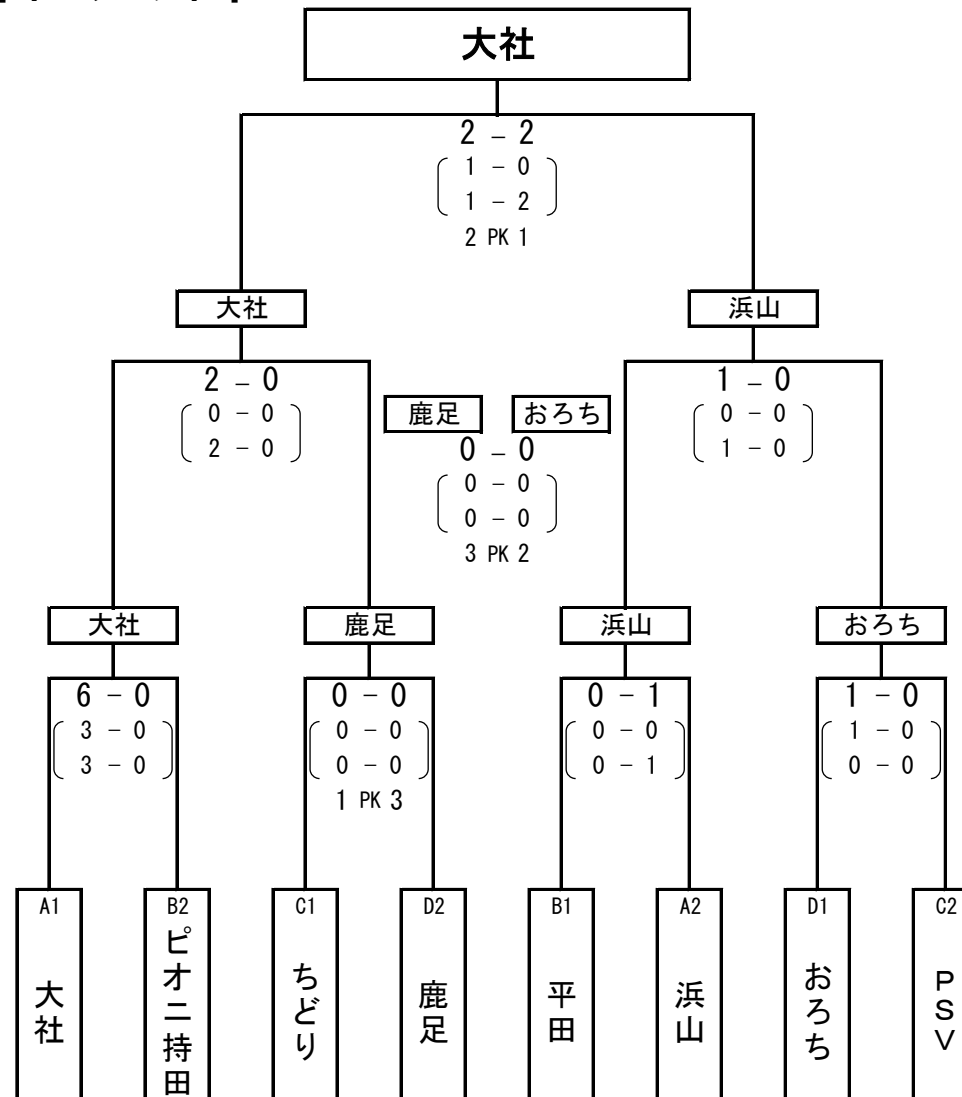 大社
2 – 2
1 – 0
1 – 2
2 PK 1
大社
浜山
2 – 0
0 – 0
2 – 0
1 – 0
0 – 0
1 – 0
鹿足
おろち
0 – 0
0 – 0
0 – 0
3 PK 2
大社
鹿足
浜山
おろち
6 – 0
3 – 0
3 – 0
0 – 0
0 – 0
0 – 0
1 PK 3
0 – 1
0 – 0
0 – 1
1 – 0
1 – 0
0 – 0
A1
大社
B2
ピオニ持田
C1
ちどり
D2
鹿足
B1
平田
A2
浜山
D1
おろち
C2
PSV